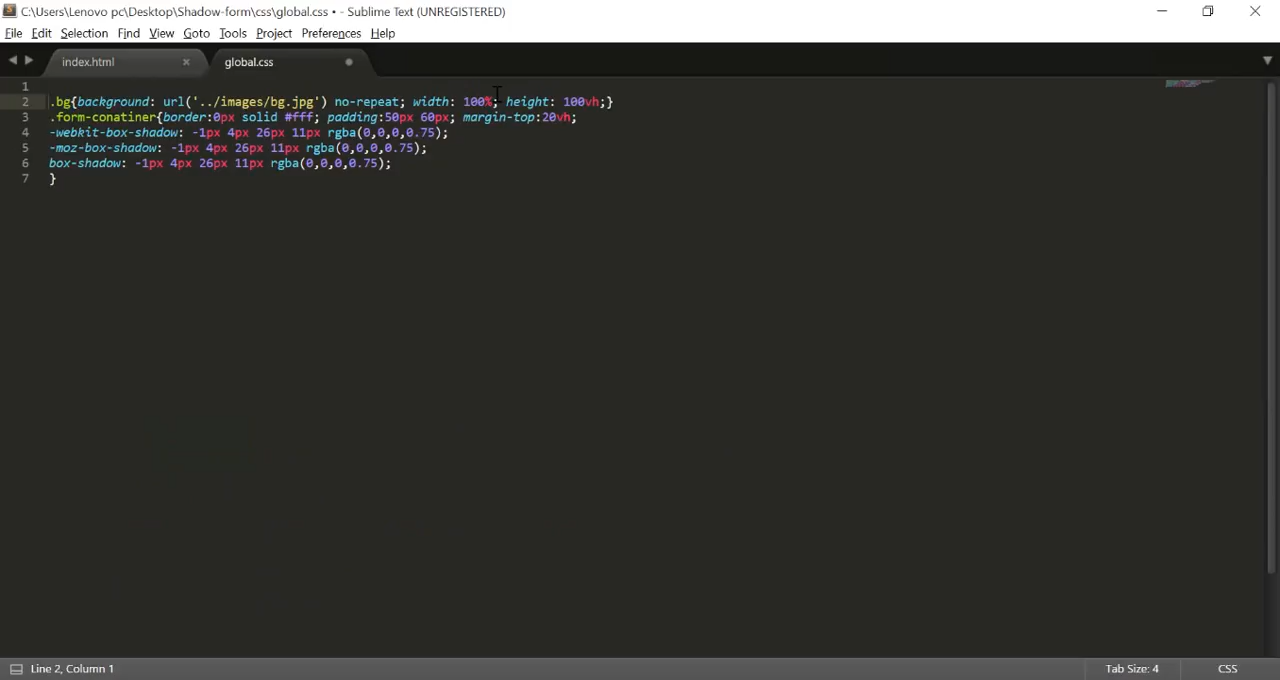 C:\Users\Lenovo pc\Desktop\Shadow-form\css\global.css • - Sublime Text (UNREGISTERED)
File Edit Selection Find View Goto Tools Project Preferences Help
index.html × global.css
1
2 .bg{background: url('../images/bg.jpg') no-repeat; width: 100%; height: 100vh;}
3 .form-conatiner{border:0px solid #fff; padding:50px 60px; margin-top:20vh;
4 -webkit-box-shadow: -1px 4px 26px 11px rgba(0,0,0,0.75);
5 -moz-box-shadow: -1px 4px 26px 11px rgba(0,0,0,0.75);
6 box-shadow: -1px 4px 26px 11px rgba(0,0,0,0.75);
7 }
Line 2, Column 1 Tab Size: 4 CSS